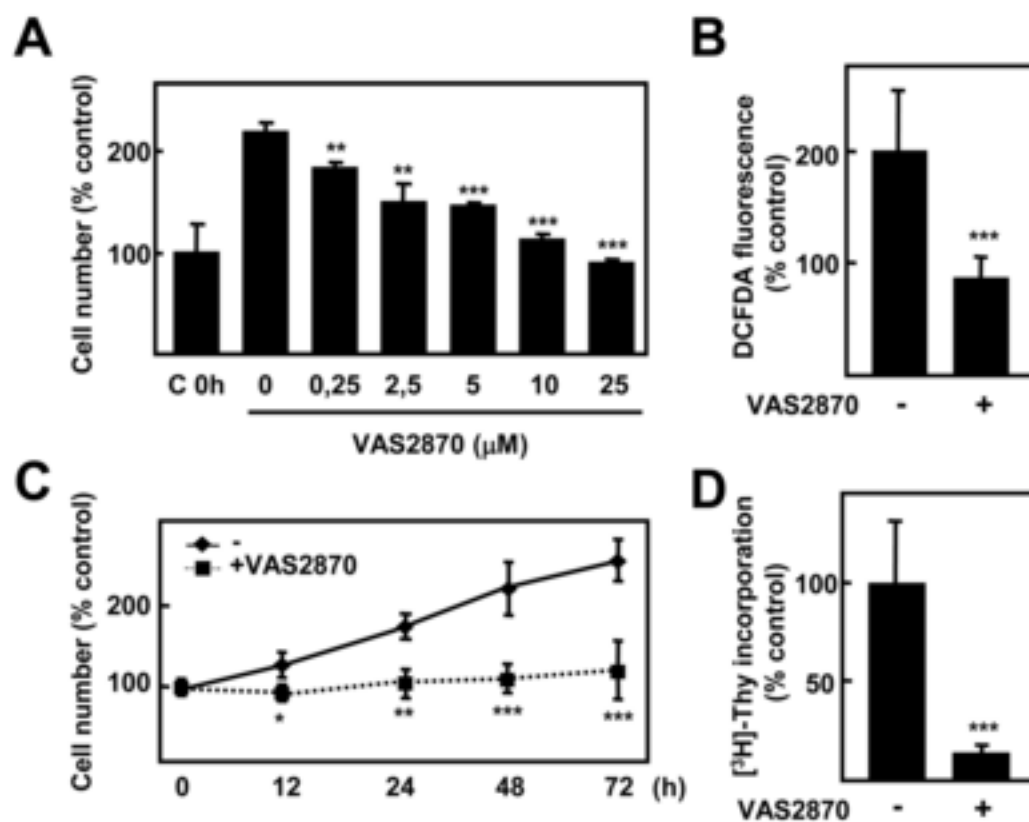 A
Cell number (% control)
200
100
**
**
***
***
***
C 0h 0 0,25 2,5 5 10 25
VAS2870 (μM)
B
DCFDA fluorescence
(% control)
200
100
***
VAS2870 - +
C
Cell number (% control)
-
+VAS2870
200
100
* ** *** ***
0 12 24 48 72 (h)
D
[³H]-Thy incorporation
(% control)
100
50
***
VAS2870 - +